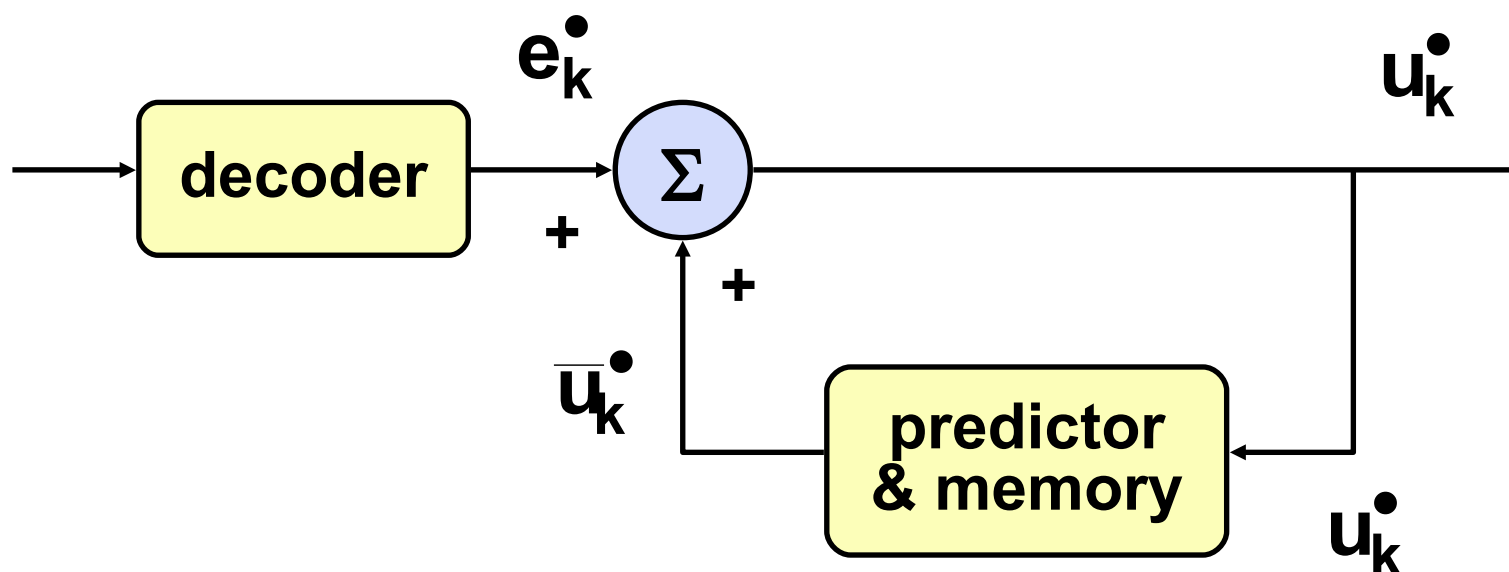 e•k
u•k
decoder
Σ
+
+
ū•k
predictor
& memory
u•k